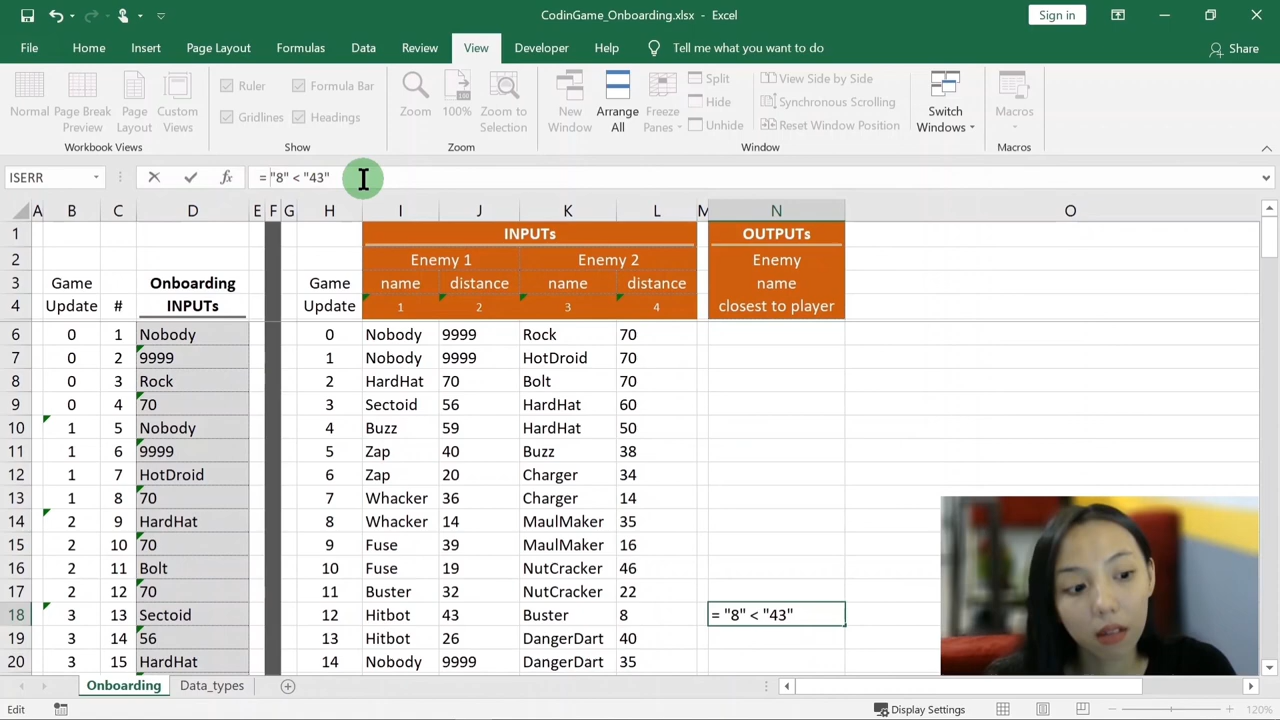 CodinGame_Onboarding.xlsx - Excel
Sign in
File Home Insert Page Layout Formulas Data Review View Developer Help Tell me what you want to do Share
Normal
Page Break Preview
Page Layout
Custom Views
Workbook Views
Ruler
Formula Bar
Gridlines
Headings
Show
Zoom
100%
Zoom to Selection
Zoom
New Window
Arrange All
Freeze Panes
Split
Hide
Unhide
View Side by Side
Synchronous Scrolling
Reset Window Position
Window
Switch Windows
Macros
Macros
ISERR fx = "8" < "43"
A B C D E F G H I J K L M N O
1 INPUTs OUTPUTs
2 Enemy 1 Enemy 2 Enemy
3 Game Onboarding Game name distance name distance name
4 Update # INPUTs Update 1 2 3 4 closest to player
6 0 1 Nobody 0 Nobody 9999 Rock 70
7 0 2 9999 1 Nobody 9999 HotDroid 70
8 0 3 Rock 2 HardHat 70 Bolt 70
9 0 4 70 3 Sectoid 56 HardHat 60
10 1 5 Nobody 4 Buzz 59 HardHat 50
11 1 6 9999 5 Zap 40 Buzz 38
12 1 7 HotDroid 6 Zap 20 Charger 34
13 1 8 70 7 Whacker 36 Charger 14
14 2 9 HardHat 8 Whacker 14 MaulMaker 35
15 2 10 70 9 Fuse 39 MaulMaker 16
16 2 11 Bolt 10 Fuse 19 NutCracker 46
17 2 12 70 11 Buster 32 NutCracker 22
18 3 13 Sectoid 12 Hitbot 43 Buster 8 = "8" < "43"
19 3 14 56 13 Hitbot 26 DangerDart 40
20 3 15 HardHat 14 Nobody 9999 DangerDart 35
Onboarding Data_types
Edit Display Settings 120%